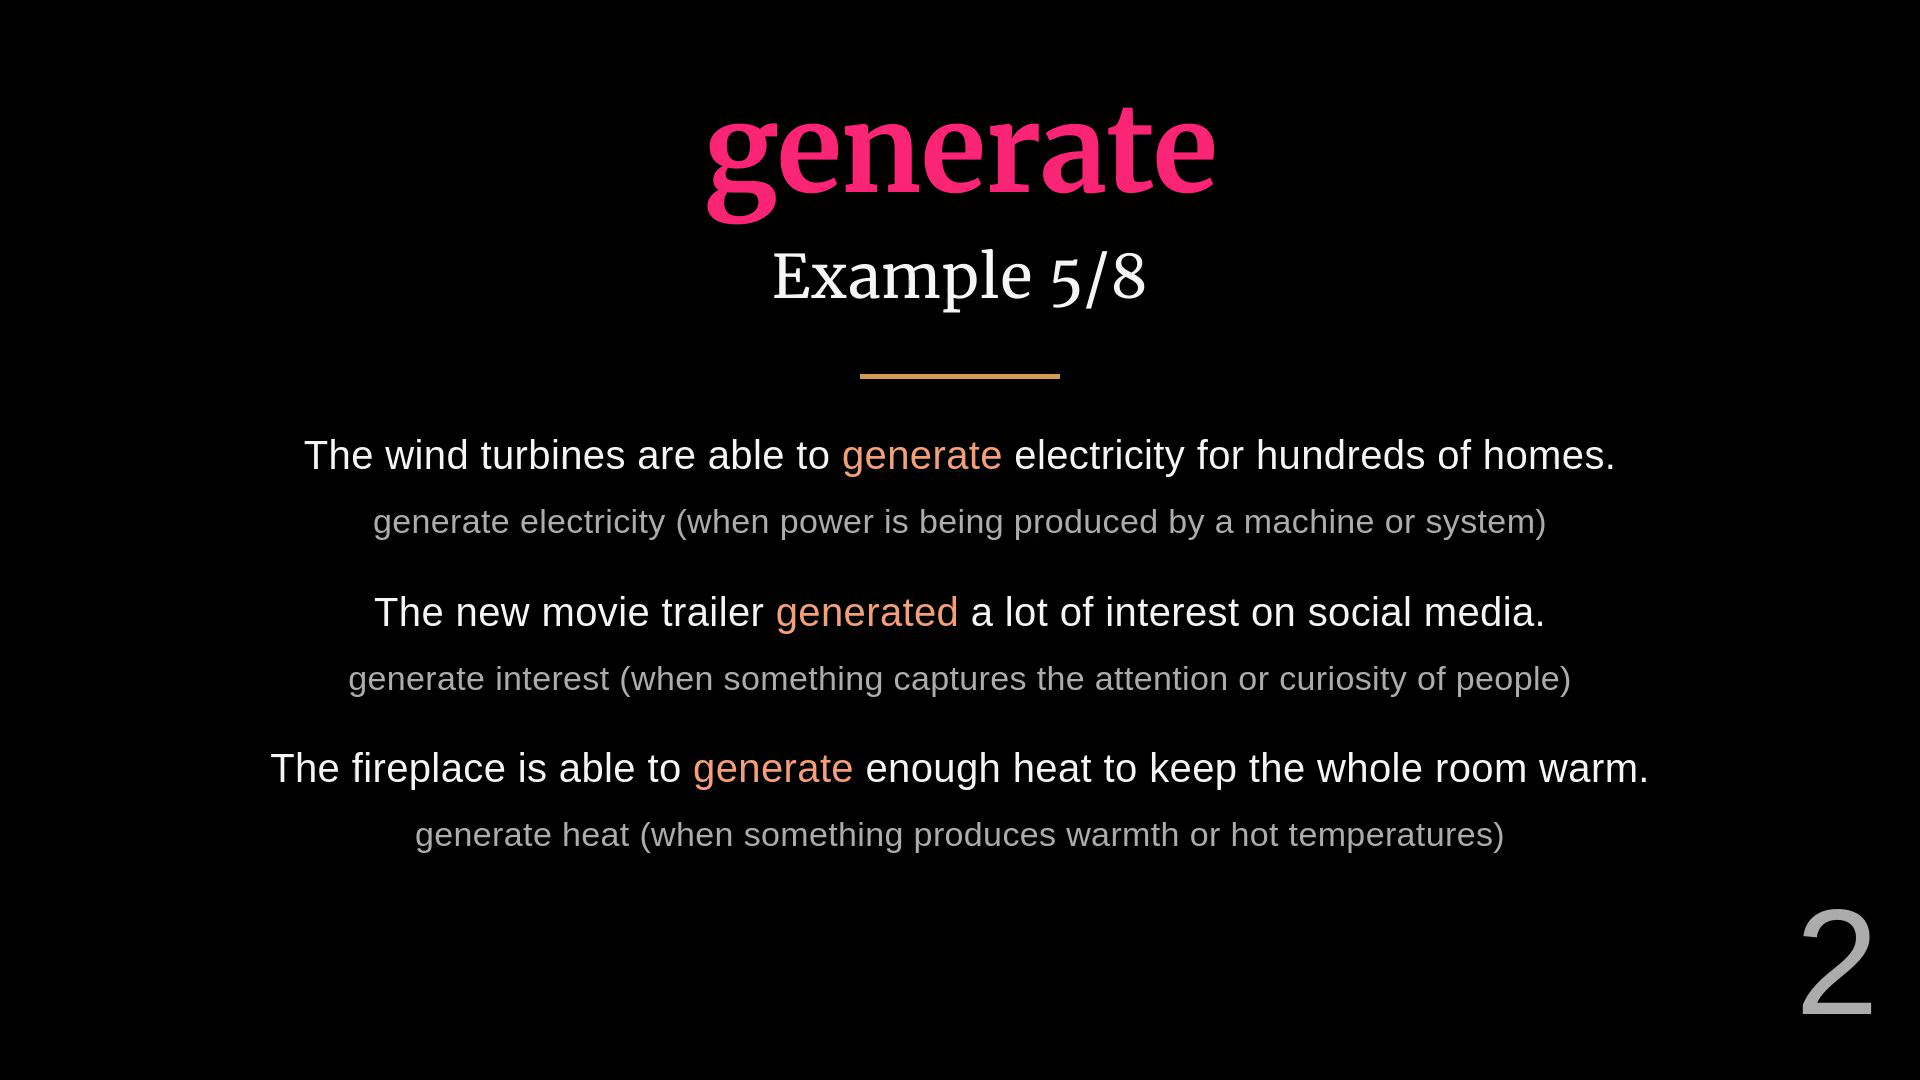 generate
Example 5/8
The wind turbines are able to generate electricity for hundreds of homes.
generate electricity (when power is being produced by a machine or system)
The new movie trailer generated a lot of interest on social media.
generate interest (when something captures the attention or curiosity of people)
The fireplace is able to generate enough heat to keep the whole room warm.
generate heat (when something produces warmth or hot temperatures)
2